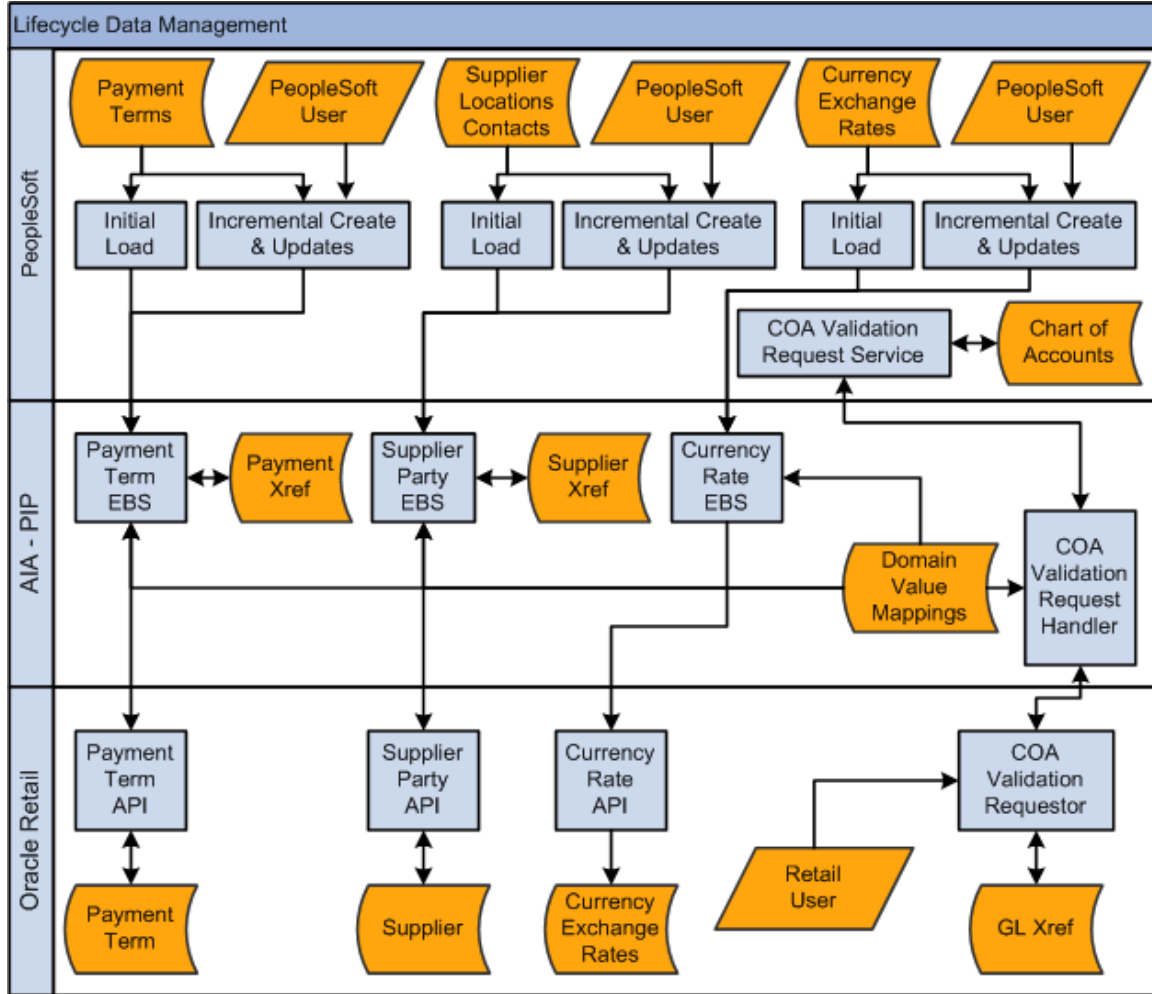 Lifecycle Data Management
PeopleSoft
Payment
Terms
PeopleSoft
User
Supplier
Locations
Contacts
PeopleSoft
User
Currency
Exchange
Rates
PeopleSoft
User
Initial
Load
Incremental Create
& Updates
Initial
Load
Incremental Create
& Updates
Initial
Load
Incremental Create
& Updates
COA Validation
Request Service
Chart of
Accounts
AIA - PIP
Payment
Term
EBS
Payment
Xref
Supplier
Party
EBS
Supplier
Xref
Currency
Rate
EBS
Domain
Value
Mappings
COA
Validation
Request
Handler
Oracle Retail
Payment
Term
API
Supplier
Party
API
Currency
Rate
API
COA
Validation
Requestor
Payment
Term
Supplier
Currency
Exchange
Rates
Retail
User
GL Xref